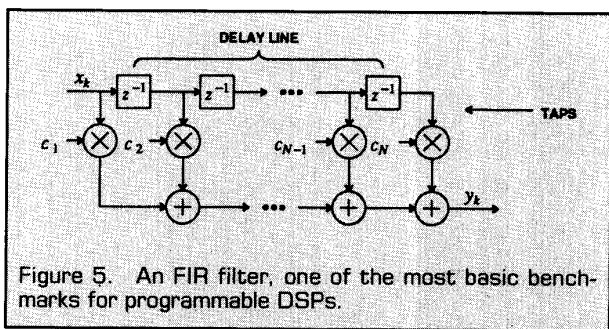 DELAY LINE
x_k z^{-1} z^{-1} ••• z^{-1}
TAPS
c_1 c_2 c_{N-1} c_N
••• y_k
Figure 5. An FIR filter, one of the most basic bench-
marks for programmable DSPs.